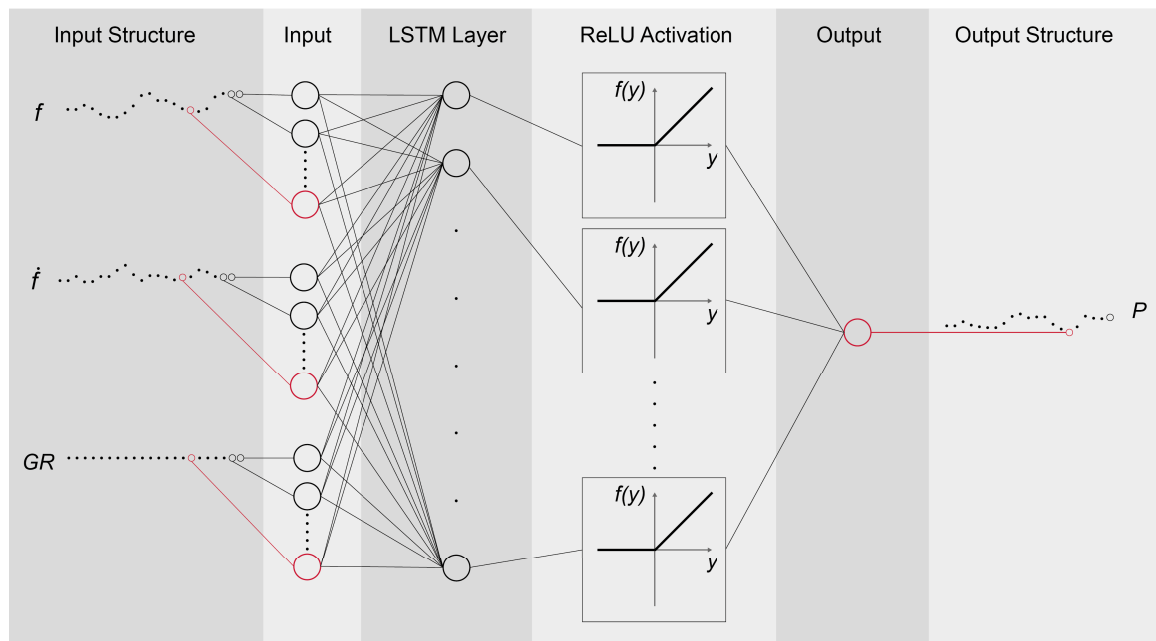 Input Structure
Input
LSTM Layer
ReLU Activation
Output
Output Structure
f
f(y)
y
f(y)
y
ḟ
P
GR
f(y)
y